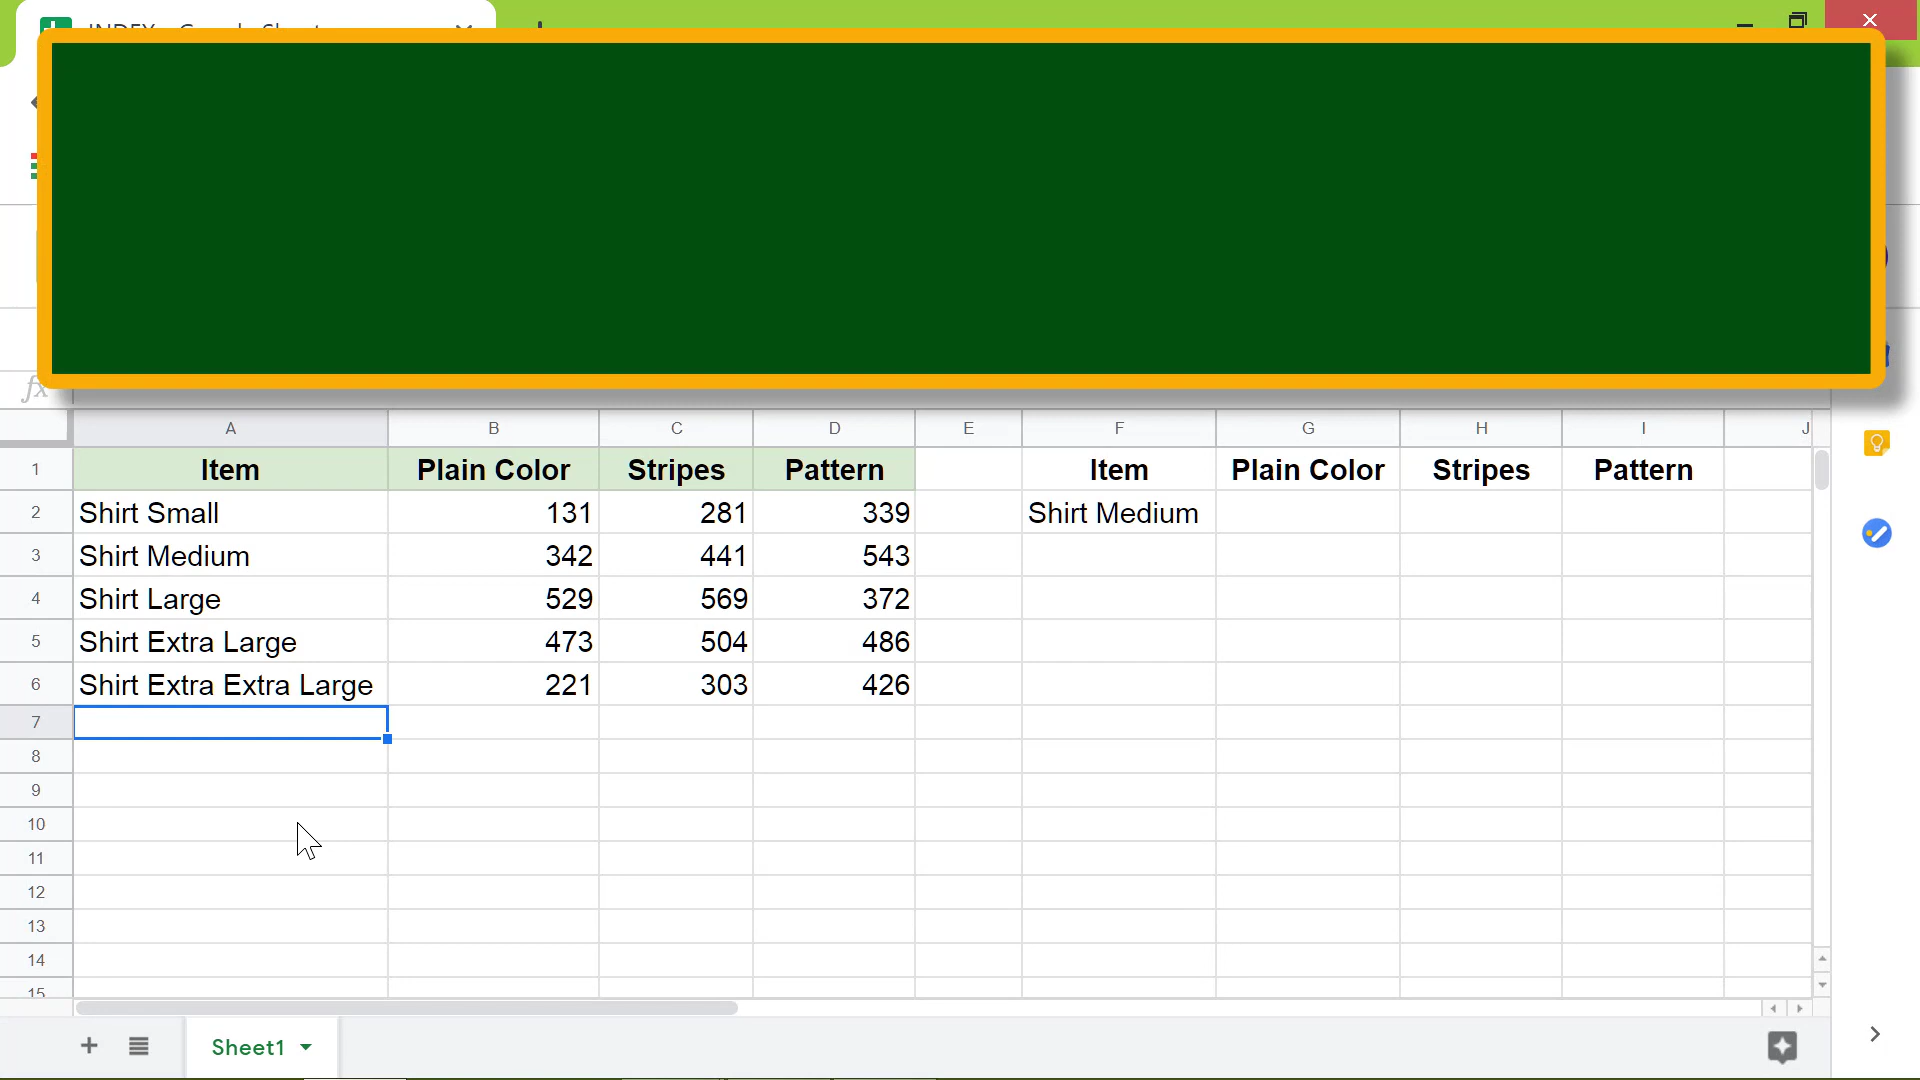 fx
A B C D E F G H I J
1 Item Plain Color Stripes Pattern Item Plain Color Stripes Pattern
2 Shirt Small 131 281 339 Shirt Medium
3 Shirt Medium 342 441 543
4 Shirt Large 529 569 372
5 Shirt Extra Large 473 504 486
6 Shirt Extra Extra Large 221 303 426
7
8
9
10
11
12
13
14
15
Sheet1